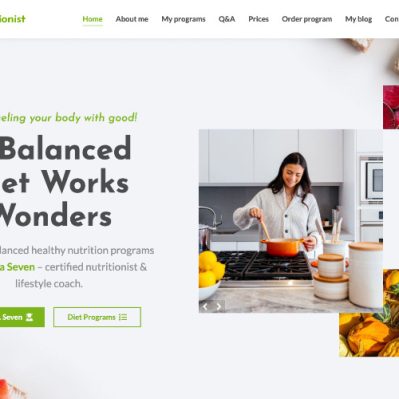 ionist
Home About me My programs Q&A Prices Order program My blog Con
eling your body with good!
Balanced
et Works
Wonders
lanced healthy nutrition programs
a Seven – certified nutritionist &
lifestyle coach.
Seven
Diet Programs